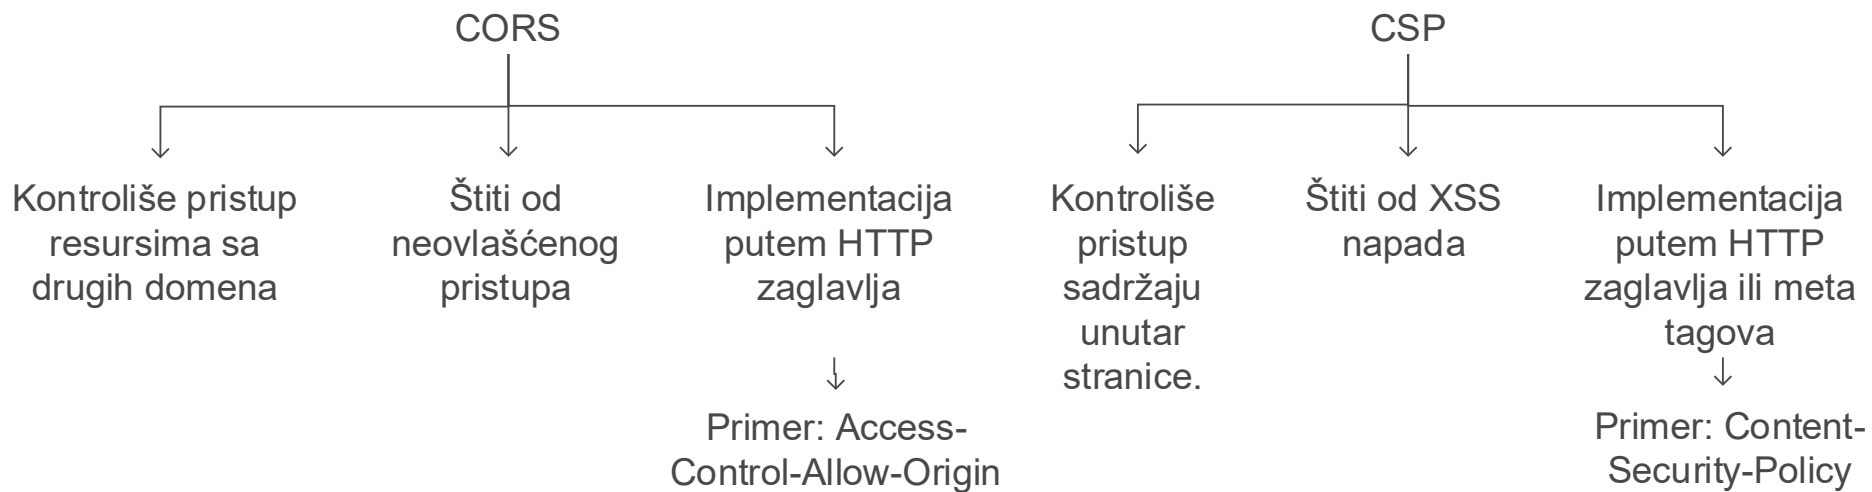 CORS
Kontroliše pristup
resursima sa
drugih domena
Štiti od
neovlašćenog
pristupa
Implementacija
putem HTTP
zaglavlja
Primer: Access-
Control-Allow-Origin
CSP
Kontroliše
pristup
sadržaju
unutar
stranice.
Štiti od XSS
napada
Implementacija
putem HTTP
zaglavlja ili meta
tagova
Primer: Content-
Security-Policy